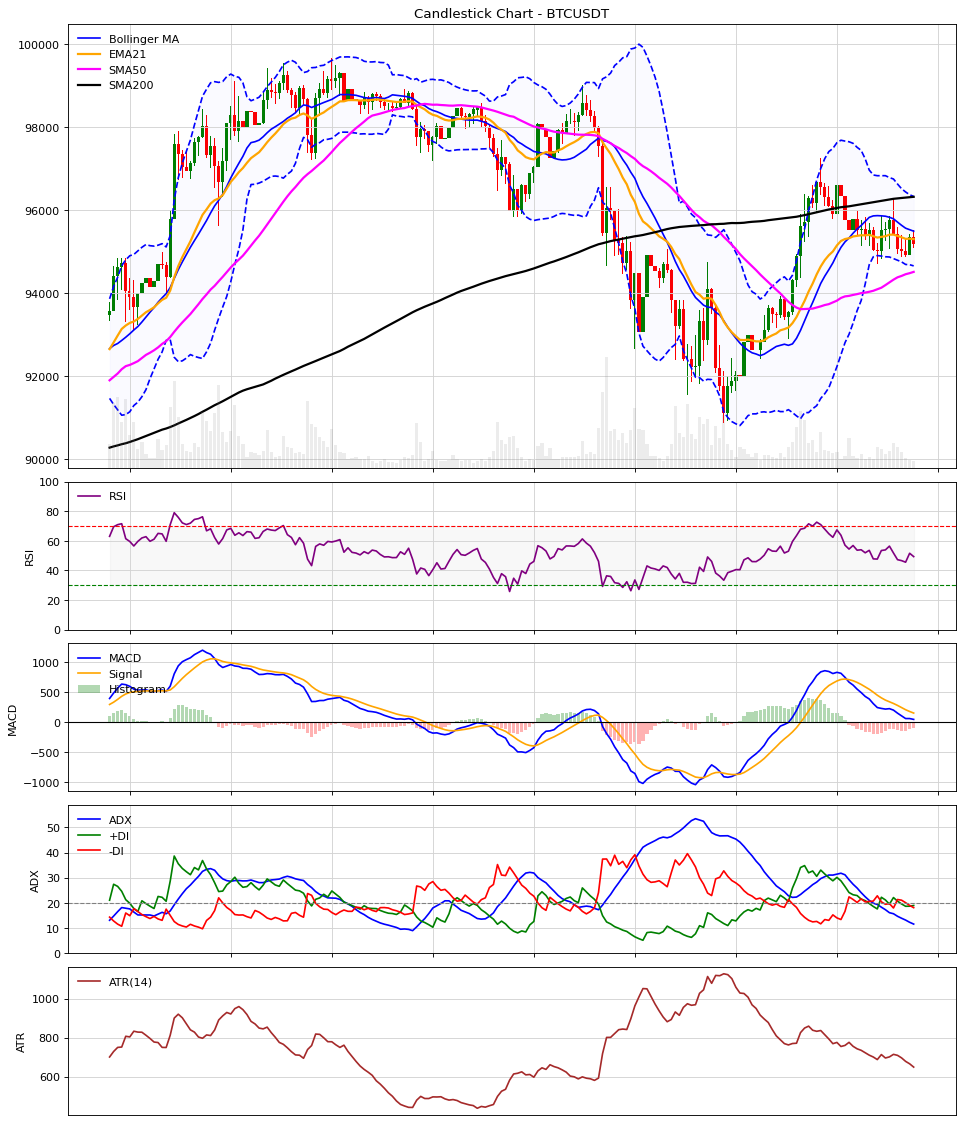 Candlestick Chart - BTCUSDT
Bollinger MA
EMA21
SMA50
SMA200
100000
98000
96000
94000
92000
90000
RSI
RSI
100
80
60
40
20
0
MACD
Signal
Histogram
MACD
1000
500
0
−500
−1000
ADX
+DI
-DI
ADX
50
40
30
20
10
0
ATR(14)
ATR
1000
800
600